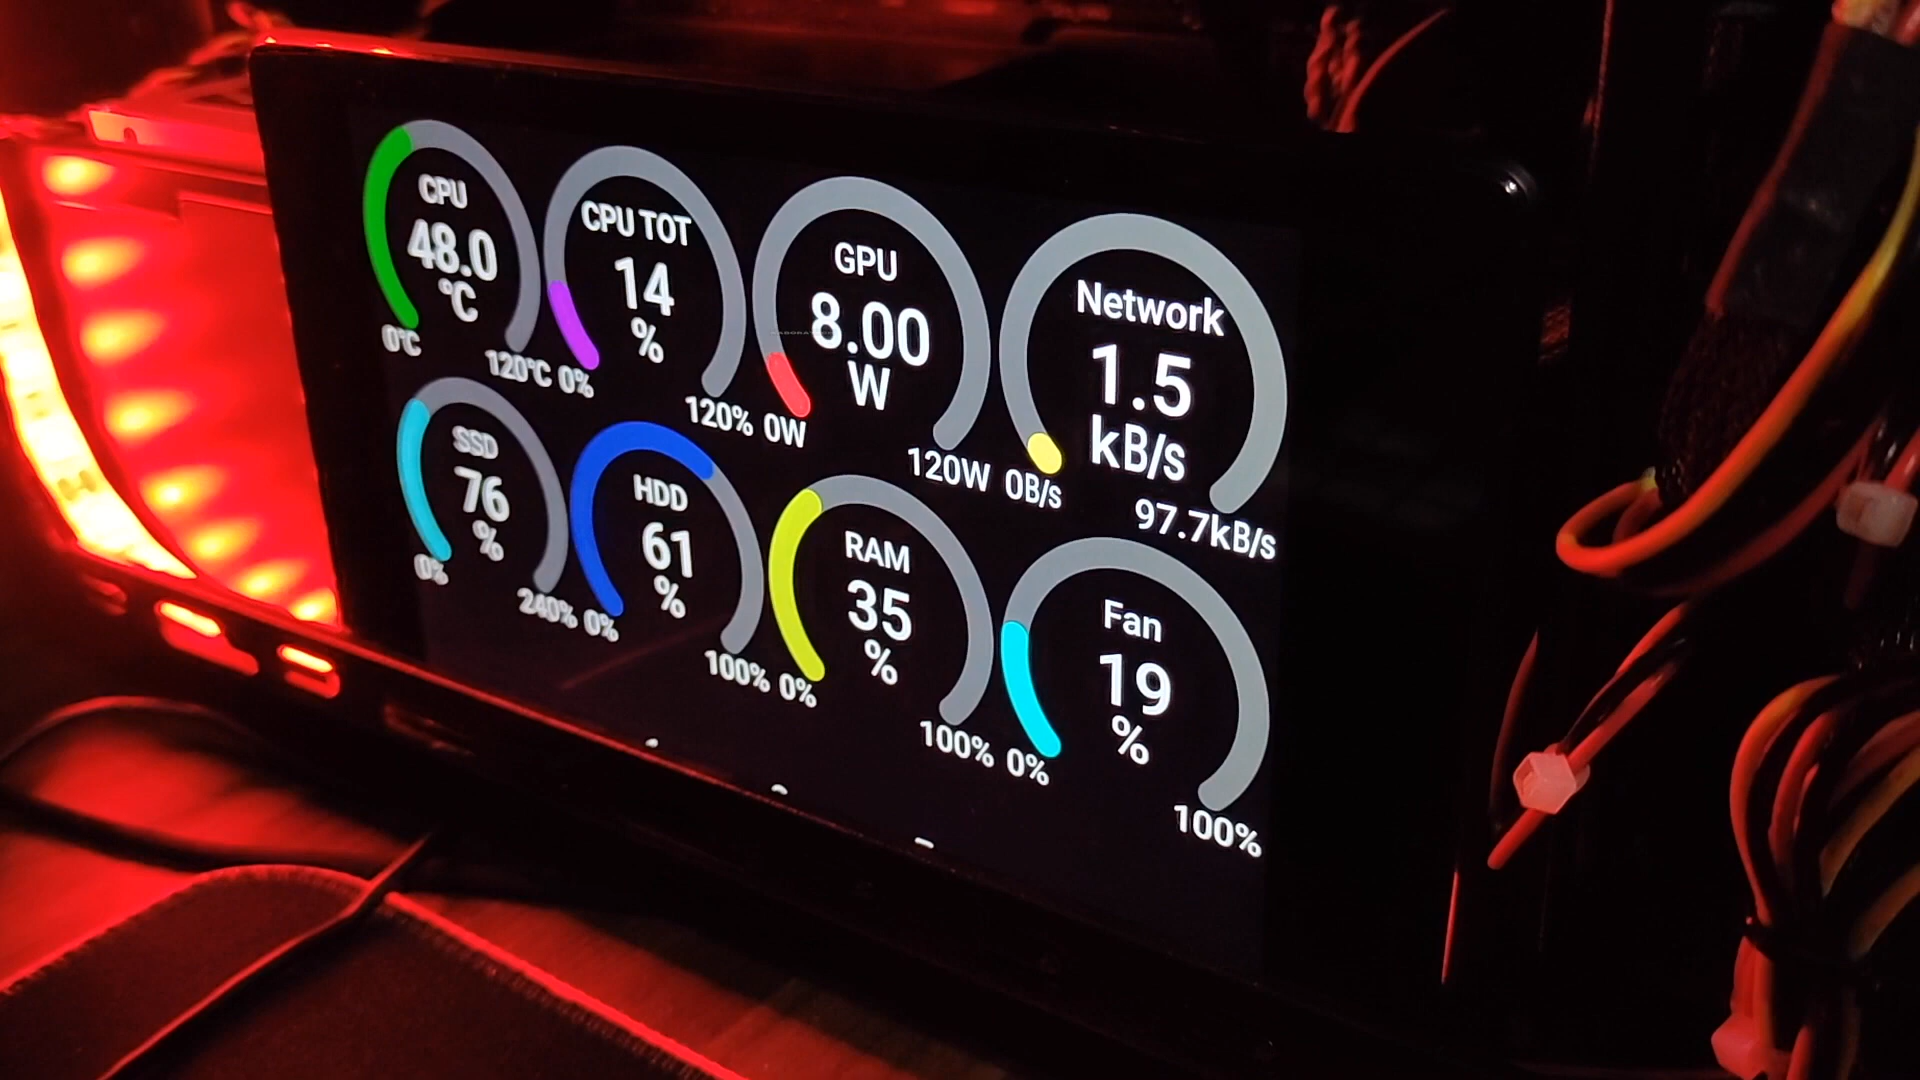 CPU
48.0
°C
0°C
120°C
CPU TOT
14
%
0%
120%
GPU
8.00
W
0W
120W
Network
1.5
kB/s
0B/s
97.7kB/s
SSD
76
%
0%
240%
HDD
61
%
0%
100%
RAM
35
%
0%
100%
Fan
19
%
0%
100%